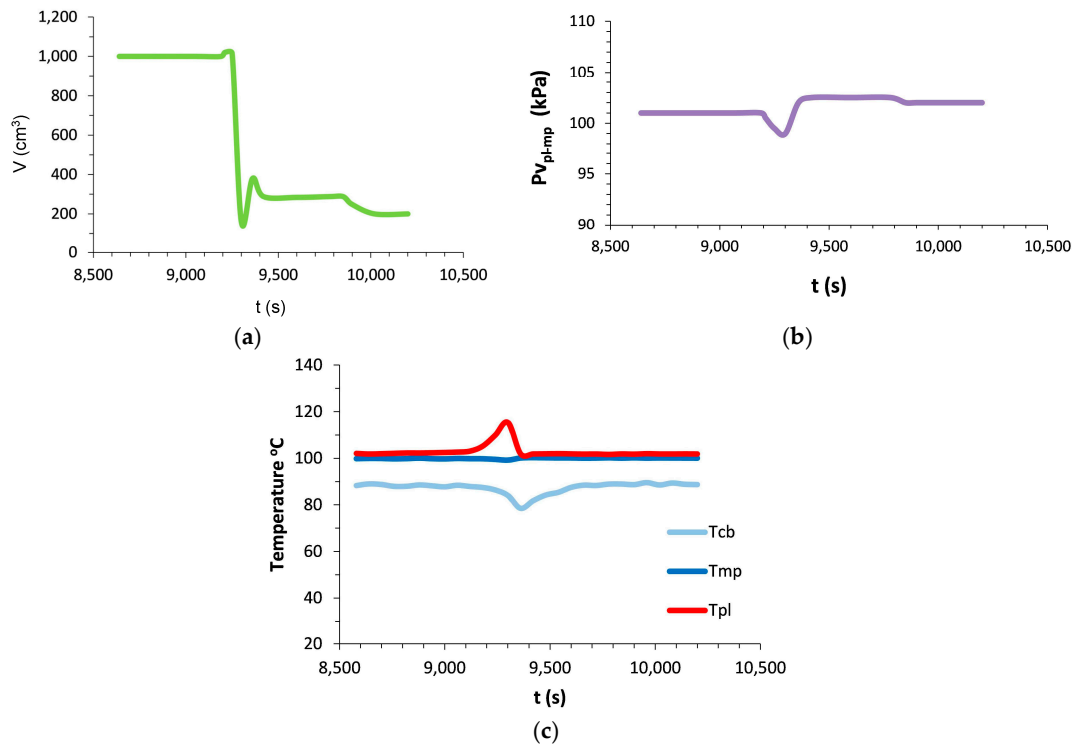 1,200
1,000
800
600
400
200
0
V (cm³)
8,500 9,000 9,500 10,000 10,500
t (s)
(a)
110
105
100
95
90
Pv_pl-mp (kPa)
8,500 9,000 9,500 10,000 10,500
t (s)
(b)
140
120
100
80
60
40
20
Temperature ºC
Tcb
Tmp
Tpl
8,500 9,000 9,500 10,000 10,500
t (s)
(c)